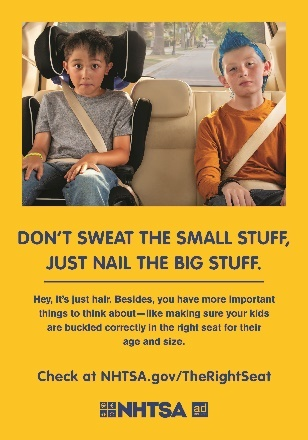 DON'T SWEAT THE SMALL STUFF,
JUST NAIL THE BIG STUFF.
Hey, it's just hair. Besides, you have more important
things to think about—like making sure your kids
are buckled correctly in the right seat for their
age and size.
Check at NHTSA.gov/TheRightSeat
NHTSA ad